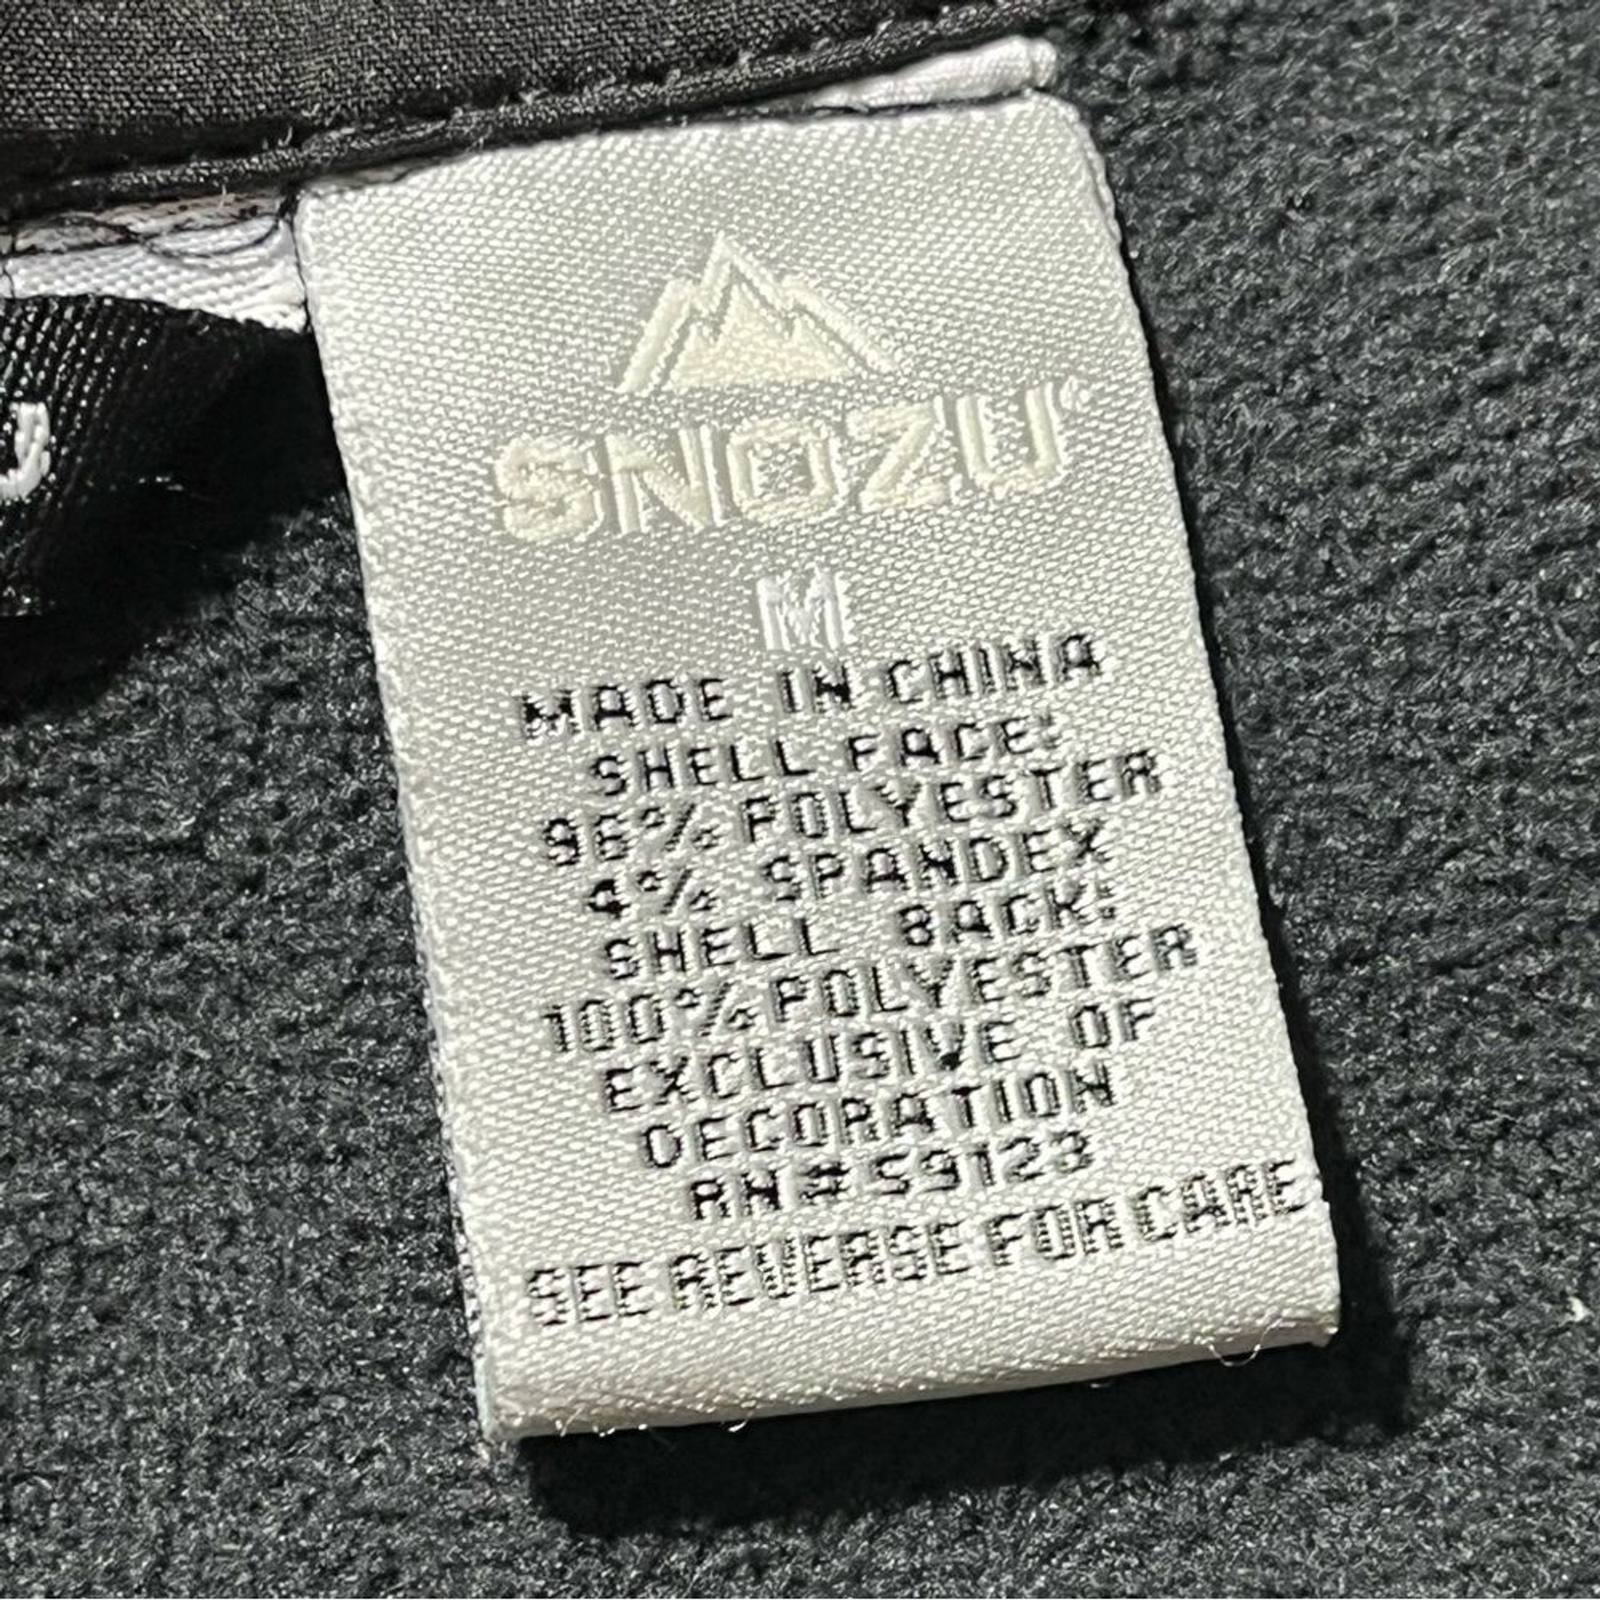 SNOZU
M
MADE IN CHINA
SHELL FACE:
96% POLYESTER
4% SPANDEX
SHELL BACK:
100% POLYESTER
EXCLUSIVE OF
DECORATION
RN# 59123
SEE REVERSE FOR CARE